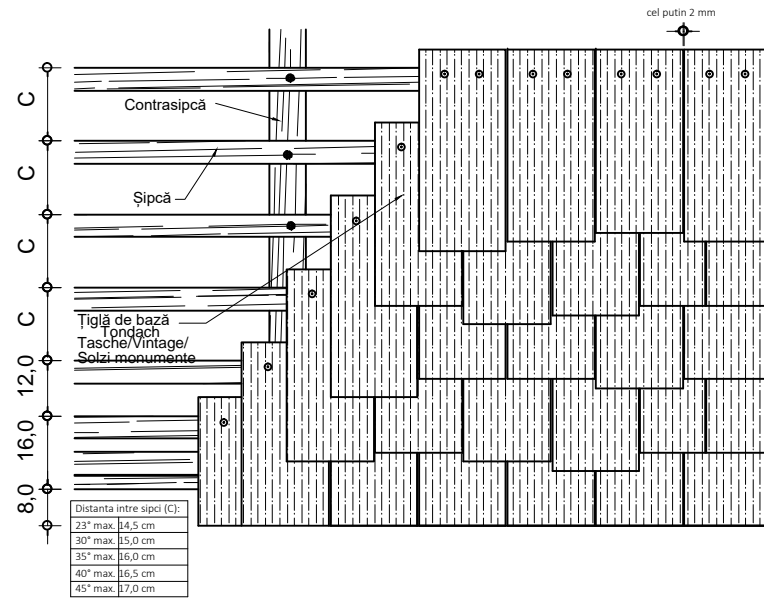 cel putin 2 mm
C
Contrasipcă
C
Șipcă
C
C
Țiglă de bază
Tondach
Tasche/Vintage/
Solzi monumente
12,0
16,0
8,0
Distanta intre sipci (C):
23° max. 14,5 cm
30° max. 15,0 cm
35° max. 16,0 cm
40° max. 16,5 cm
45° max. 17,0 cm